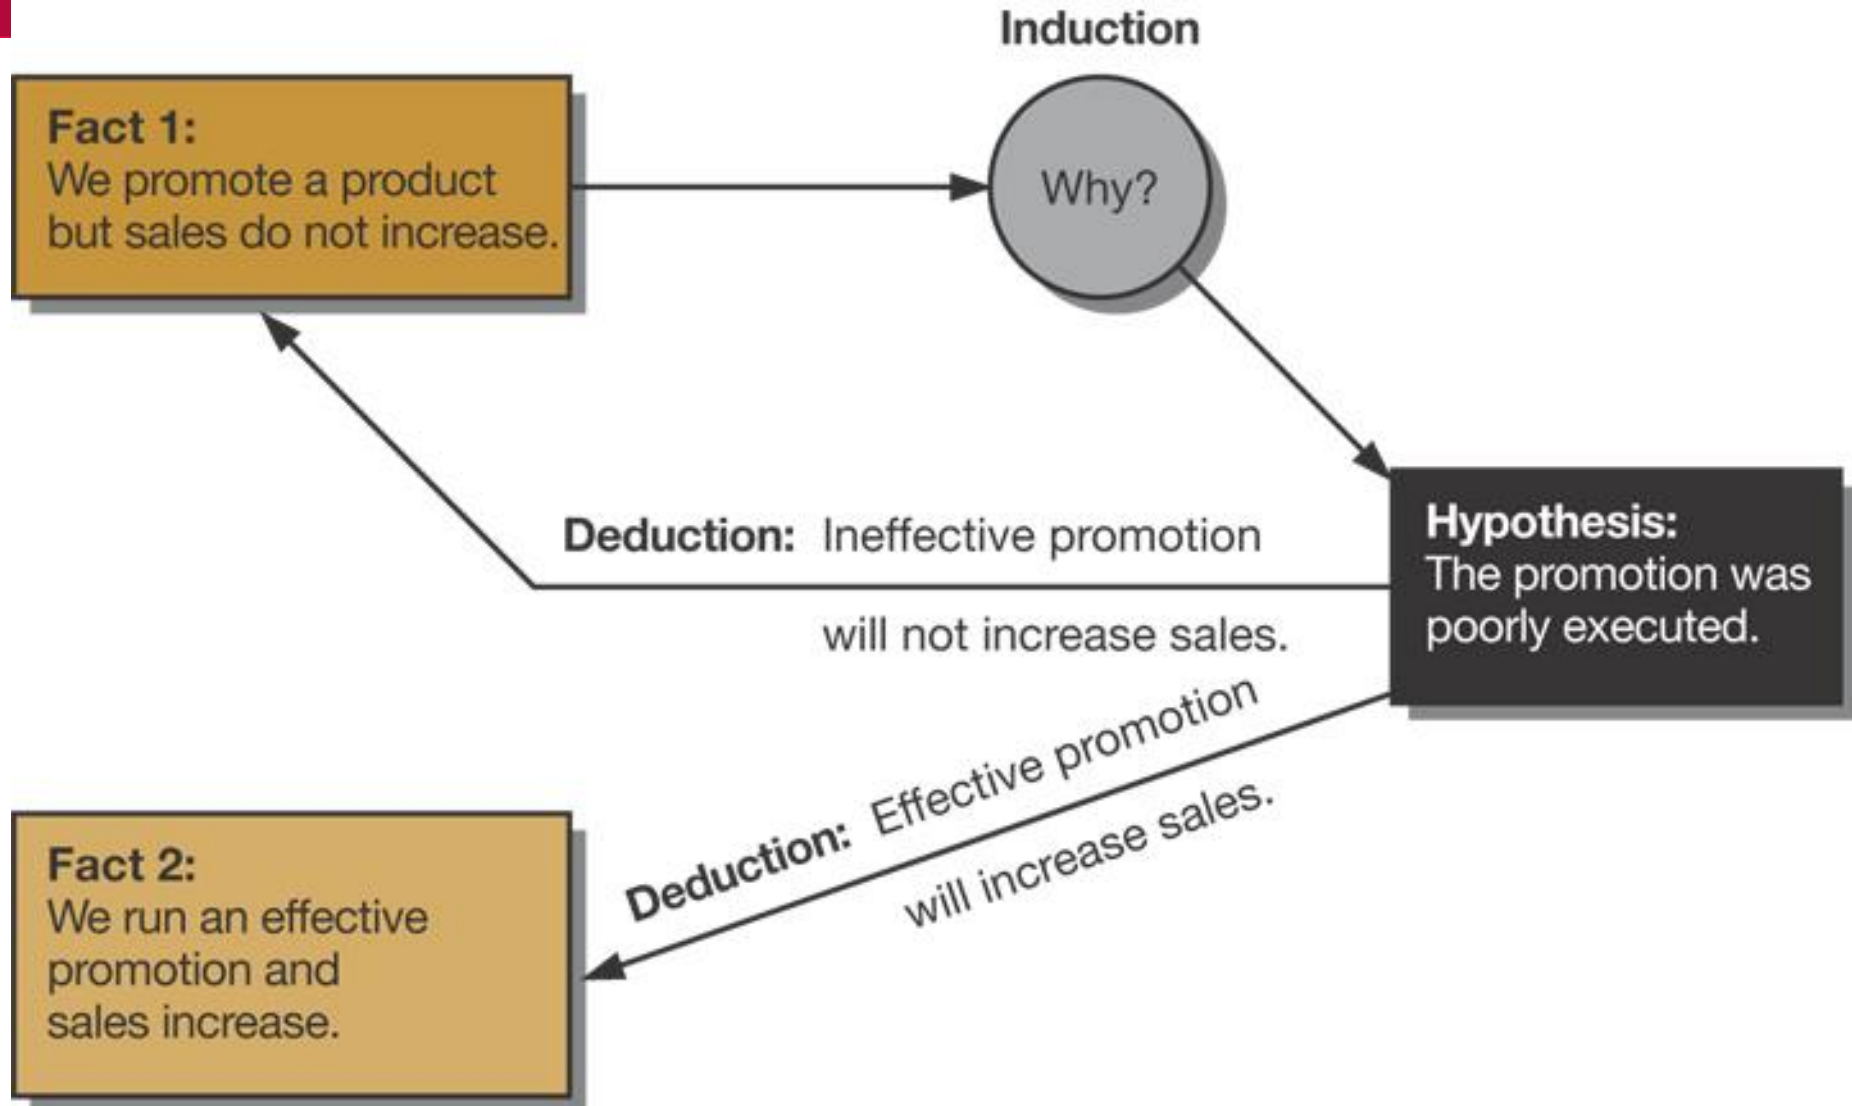 Induction
Fact 1:
We promote a product
but sales do not increase.
Why?
Deduction: Ineffective promotion
will not increase sales.
Hypothesis:
The promotion was
poorly executed.
Deduction: Effective promotion
will increase sales.
Fact 2:
We run an effective
promotion and
sales increase.